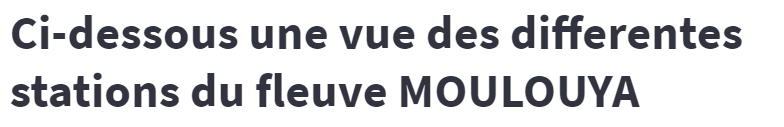 Ci-dessous une vue des differentes
stations du fleuve MOULOUYA